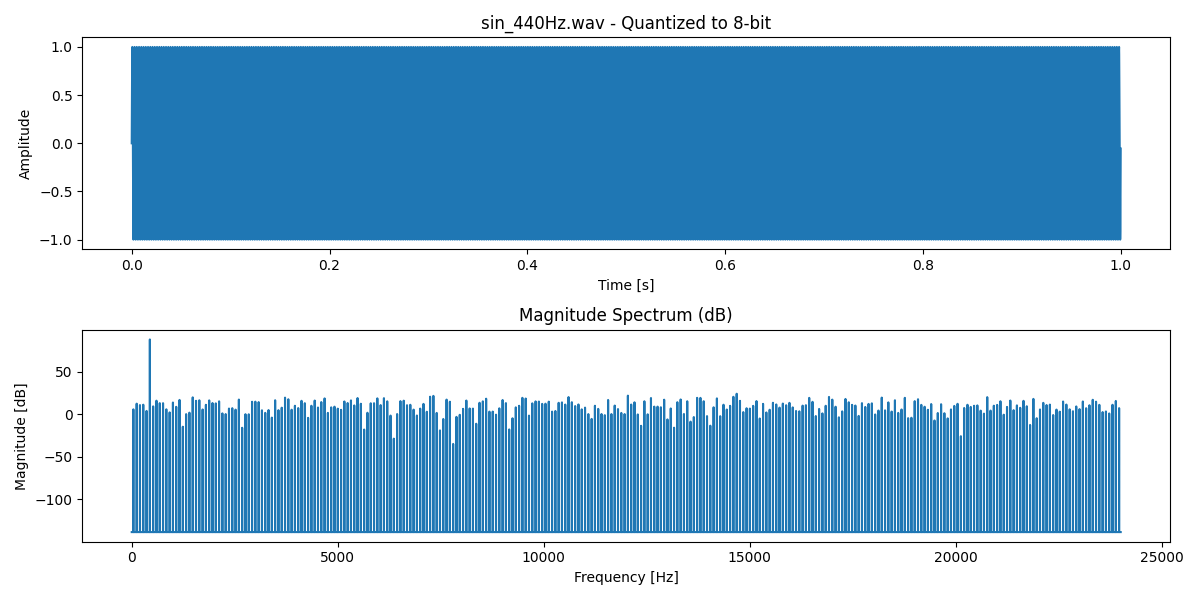 sin_440Hz.wav - Quantized to 8-bit
1.0
0.5
0.0
−0.5
−1.0
Amplitude
0.0 0.2 0.4 0.6 0.8 1.0
Time [s]
Magnitude Spectrum (dB)
50
0
−50
−100
Magnitude [dB]
0 5000 10000 15000 20000 25000
Frequency [Hz]